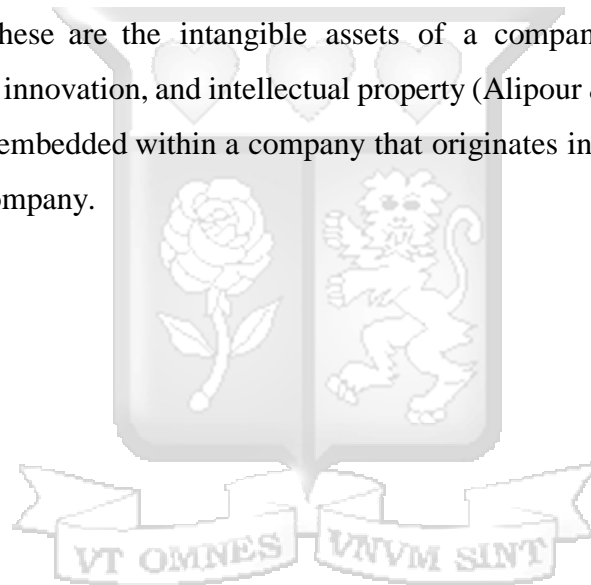 hese are the intangible assets of a compan
innovation, and intellectual property (Alipour
embedded within a company that originates in
ompany.
VT OMNES VNVM SINT